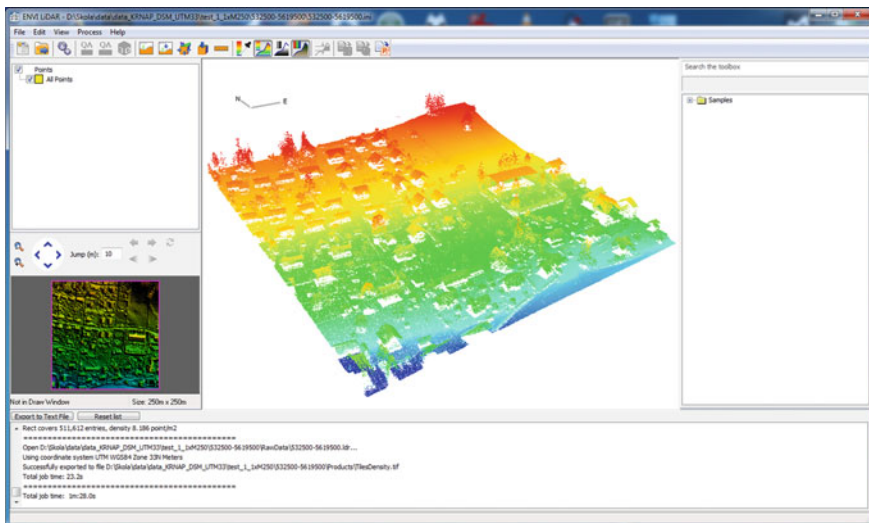 ENVI LiDAR - D:\Skola\data\data_KRNAP_DSM_UTM33\test_1_1xM250\532500-5619500\532500-5619500.ini
File Edit View Process Help
Points
All Points
Search the toolbox
Samples
N
E
Jump (m): 10
Not in Draw Window Size: 250m x 250m
Export to Text File Reset list
Rect covers 511,612 entries, density 8.186 point/m2
==============================================
Open D:\Skola\data\data_KRNAP_DSM_UTM33\test_1_1xM250\532500-5619500\RawData\532500-5619500.ldr...
Using coordinate system UTM WGS84 Zone 33N Meters
Successfully exported to file D:\Skola\data\data_KRNAP_DSM_UTM33\test_1_1xM250\532500-5619500\Products\TilesDensity.tif
Total job time: 23.2s
==============================================
Total job time: 1m:28.0s